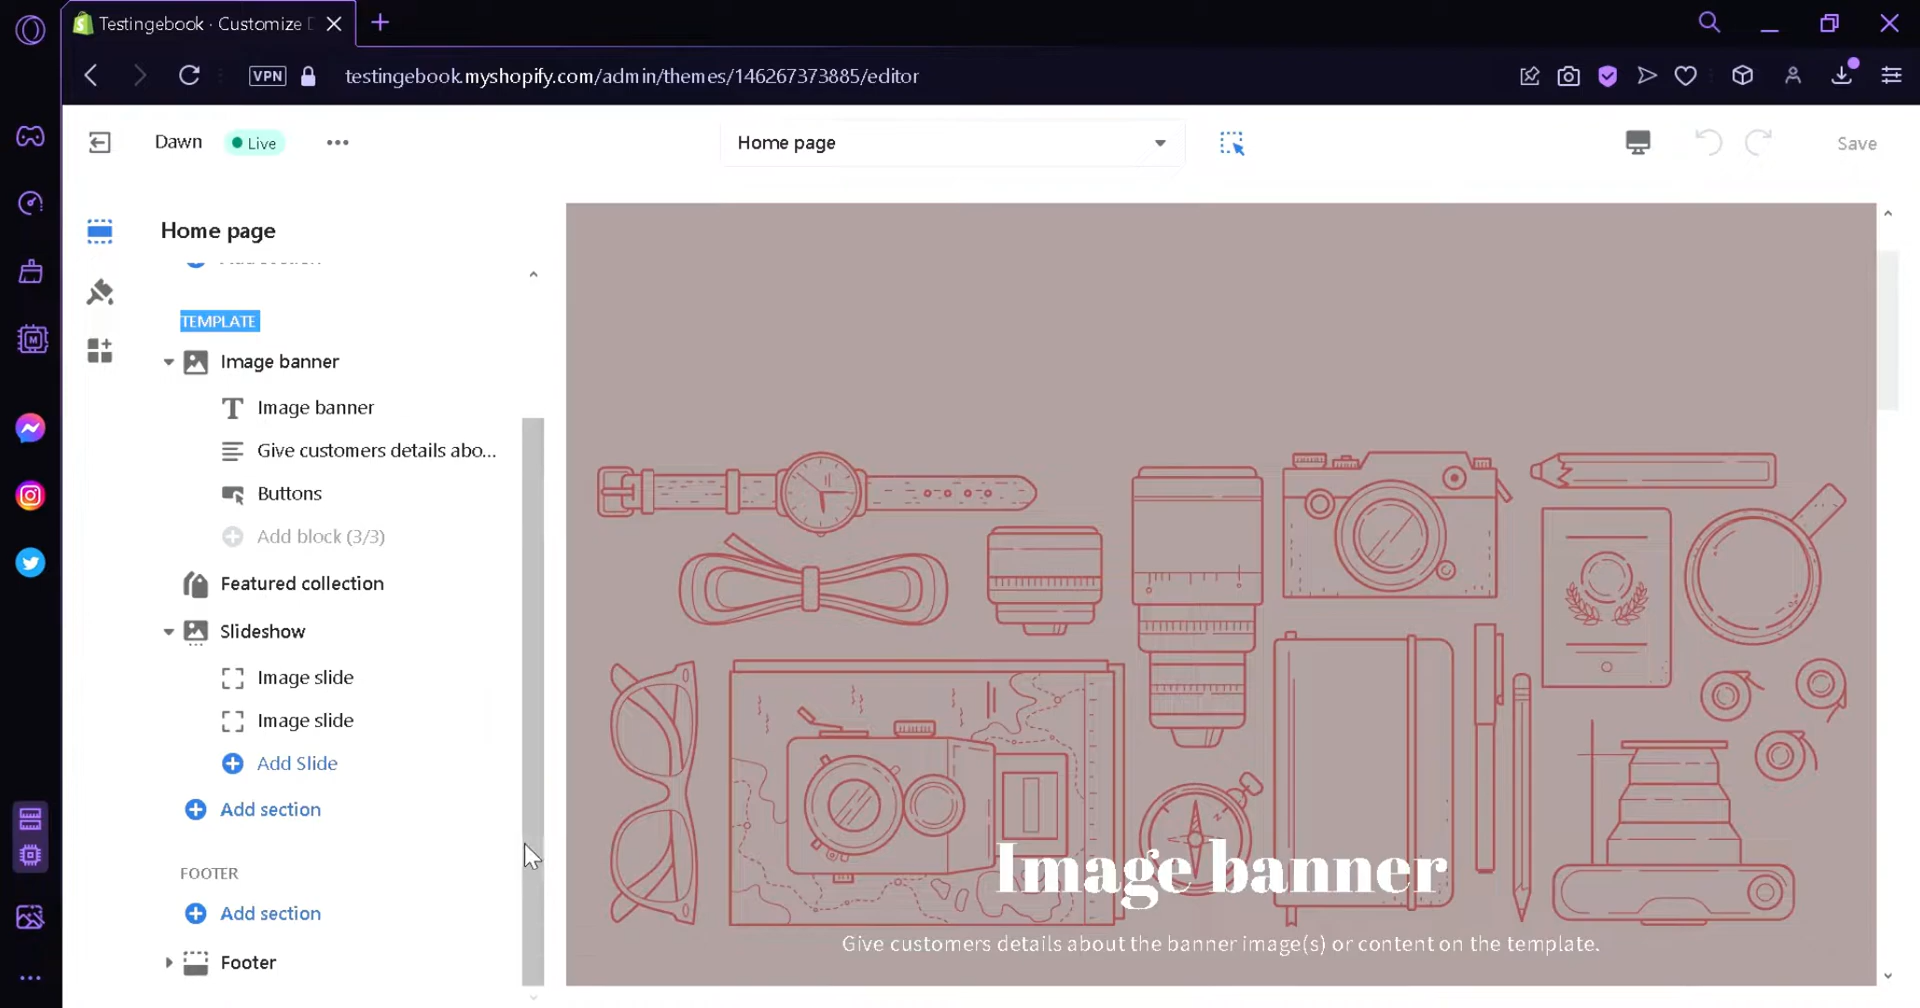 Testingebook · Customize D
VPN
testingebook.myshopify.com/admin/themes/146267373885/editor
Dawn
Live
Home page
Save
Home page
Add section
TEMPLATE
Image banner
Image banner
Give customers details abo...
Buttons
Add block (3/3)
Featured collection
Slideshow
Image slide
Image slide
Add Slide
Add section
FOOTER
Add section
Footer
Image banner
Give customers details about the banner image(s) or content on the template.